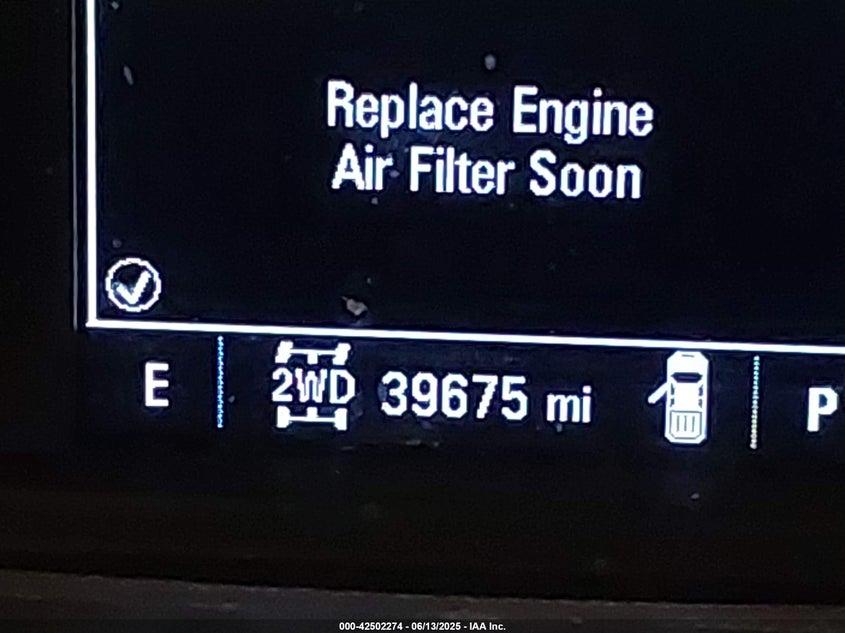 Replace Engine
Air Filter Soon
E 2WD 39675 mi P
000-42502274 - 06/13/2025 - IAA Inc.